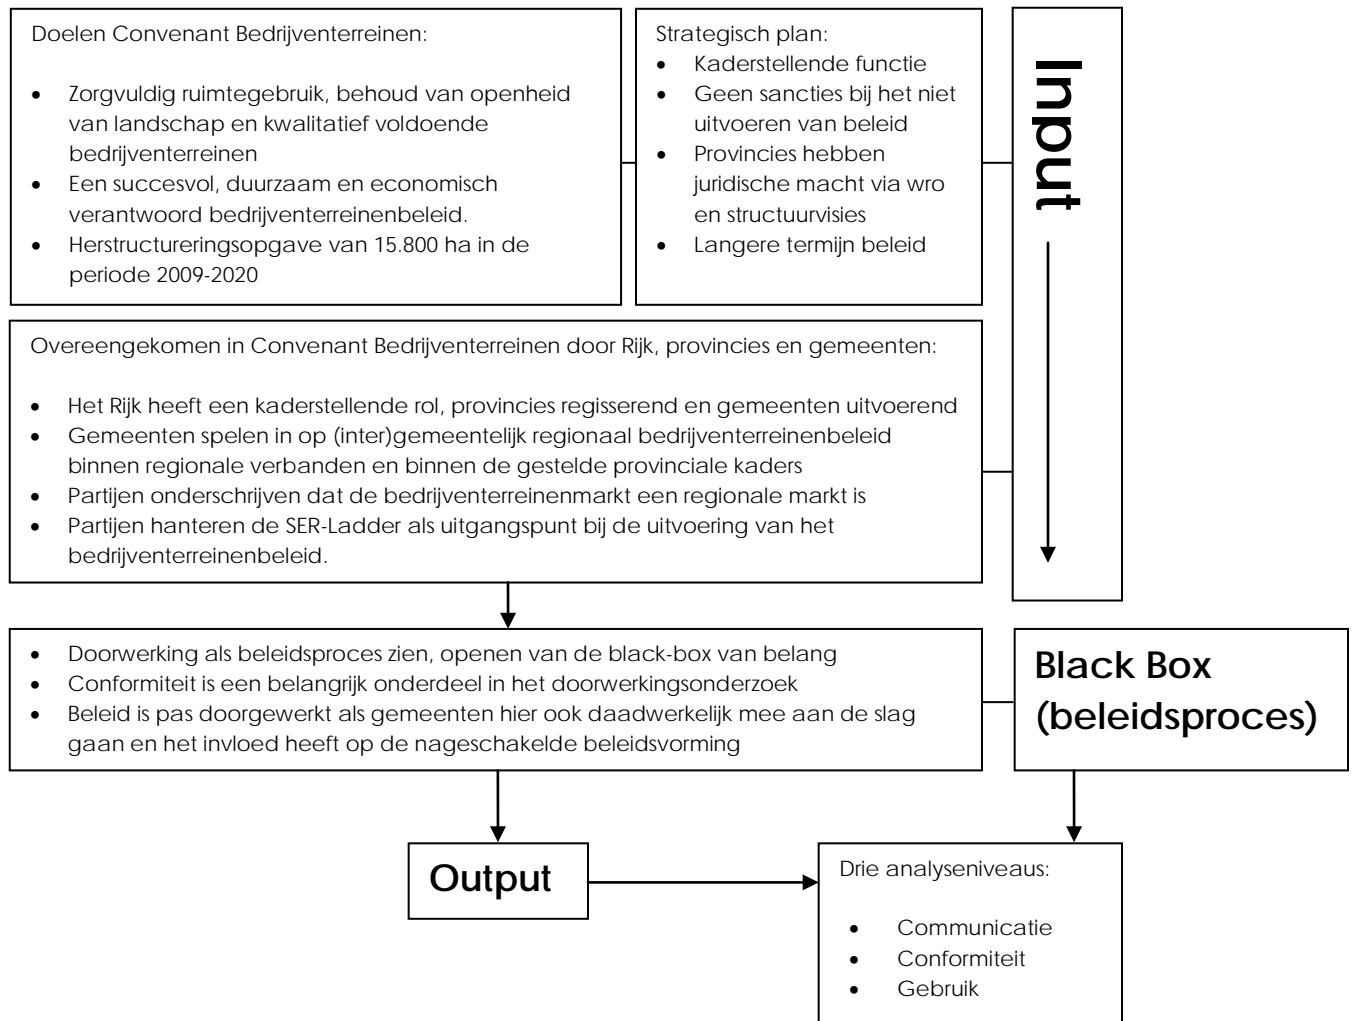 Doelen Convenant Bedrijventerreinen:
• Zorgvuldig ruimtegebruik, behoud van openheid
van landschap en kwalitatief voldoende
bedrijventerreinen
• Een succesvol, duurzaam en economisch
verantwoord bedrijventerreinenbeleid.
• Herstructureringsopgave van 15.800 ha in de
periode 2009-2020
Strategisch plan:
• Kaderstellende functie
• Geen sancties bij het niet
uitvoeren van beleid
• Provincies hebben
juridische macht via wro
en structuurvisies
• Langere termijn beleid
Input
Overeengekomen in Convenant Bedrijventerreinen door Rijk, provincies en gemeenten:
• Het Rijk heeft een kaderstellende rol, provincies regisserend en gemeenten uitvoerend
• Gemeenten spelen in op (inter)gemeentelijk regionaal bedrijventerreinenbeleid
binnen regionale verbanden en binnen de gestelde provinciale kaders
• Partijen onderschrijven dat de bedrijventerreinenmarkt een regionale markt is
• Partijen hanteren de SER-Ladder als uitgangspunt bij de uitvoering van het
bedrijventerreinenbeleid.
• Doorwerking als beleidsproces zien, openen van de black-box van belang
• Conformiteit is een belangrijk onderdeel in het doorwerkingsonderzoek
• Beleid is pas doorgewerkt als gemeenten hier ook daadwerkelijk mee aan de slag
gaan en het invloed heeft op de nageschakelde beleidsvorming
Black Box
(beleidsproces)
Output
Drie analyseniveaus:
• Communicatie
• Conformiteit
• Gebruik